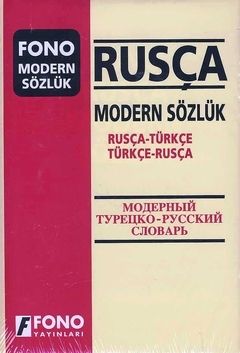 FONO
MODERN
SÖZLÜK
RUSÇA
MODERN SÖZLÜK
RUSÇA-TÜRKÇE
TÜRKÇE-RUSÇA
МОДЕРНЫЙ
ТУРЕЦКО-РУССКИЙ
СЛОВАРЬ
F FONO
YAYINLARI